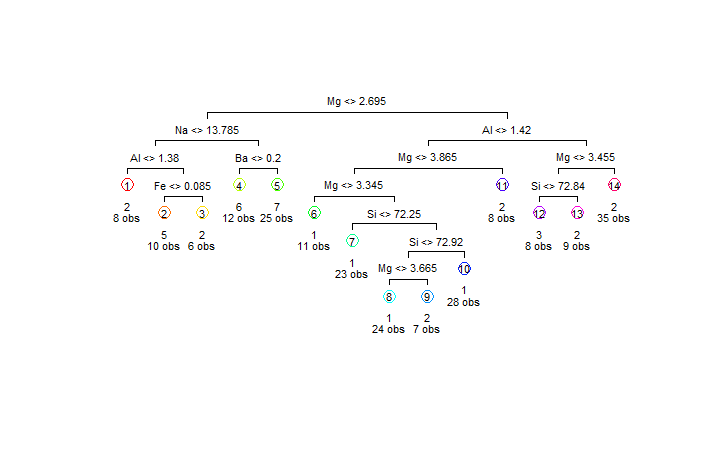 Mg <> 2.695
Na <> 13.785
Al <> 1.42
Al <> 1.38
Ba <> 0.2
Mg <> 3.865
Mg <> 3.455
1
Fe <> 0.085
4
5
Mg <> 3.345
11
Si <> 72.84
14
2
8 obs
2
3
6
12 obs
7
25 obs
6
Si <> 72.25
2
8 obs
12
13
2
35 obs
5
10 obs
2
6 obs
1
11 obs
7
Si <> 72.92
3
8 obs
2
9 obs
1
23 obs
Mg <> 3.665
10
8
9
1
28 obs
1
24 obs
2
7 obs